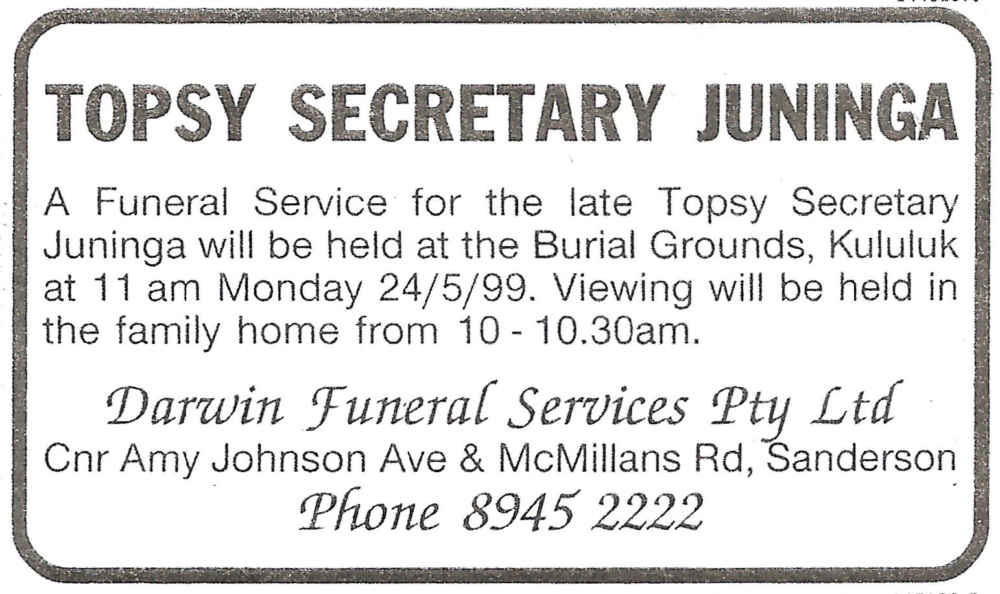 TOPSY SECRETARY JUNINGA
A Funeral Service for the late Topsy Secretary
Juninga will be held at the Burial Grounds, Kululuk
at 11 am Monday 24/5/99. Viewing will be held in
the family home from 10 - 10.30am.
Darwin Funeral Services Pty Ltd
Cnr Amy Johnson Ave & McMillans Rd, Sanderson
Phone 8945 2222